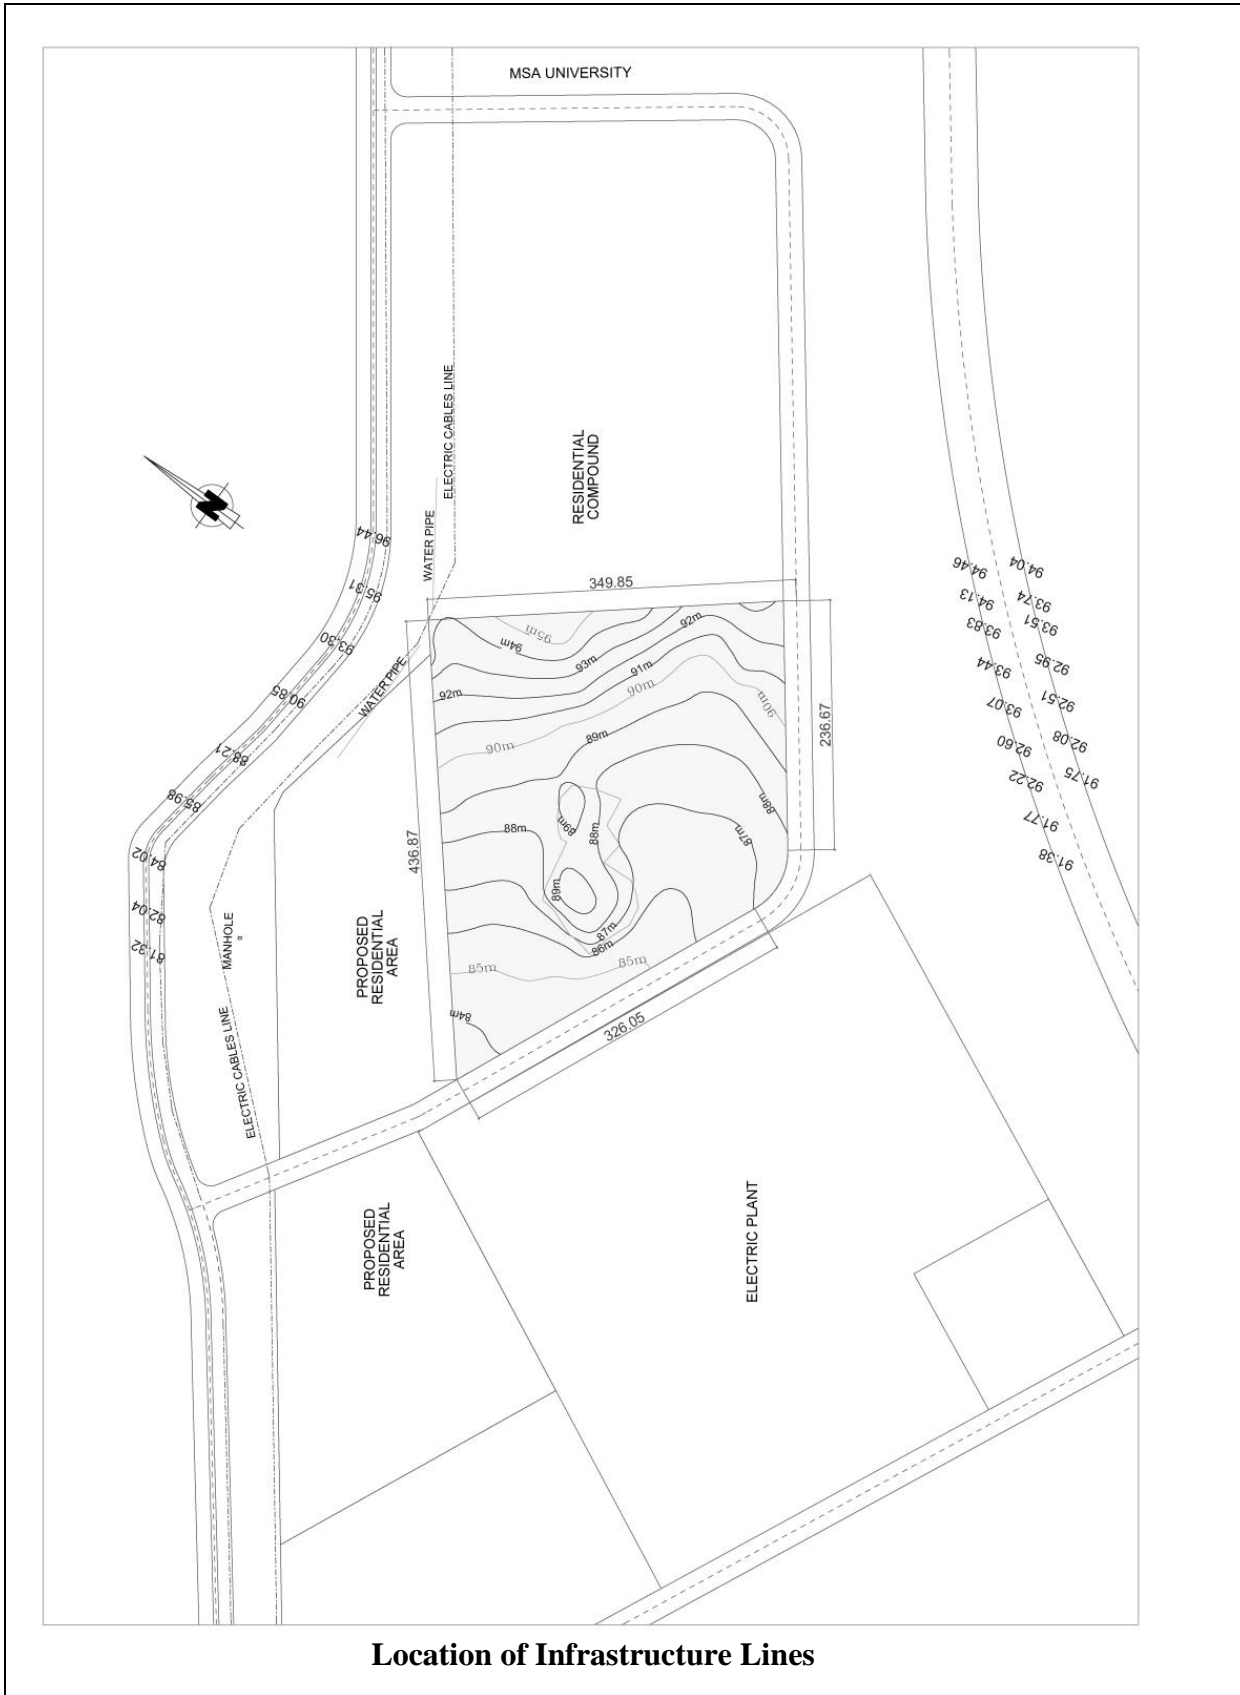 MSA UNIVERSITY
ELECTRIC CABLES LINE
RESIDENTIAL
COMPOUND
N
WATER PIPE
96.44
95.31
93.30
90.85
88.21
85.98
84.02
82.04
81.32
94.46
94.13
93.83
93.44
93.07
92.60
92.22
91.77
91.38
94.04
93.74
93.51
92.95
92.51
92.08
91.75
349.85
236.67
436.87
326.05
WATER PIPE
95m
94m
93m
92m
92m
91m
90m
90m
90m
89m
89m
88m
88m
88m
87m
89m
87m
86m
85m
85m
84m
MANHOLE
PROPOSED
RESIDENTIAL
AREA
ELECTRIC CABLES LINE
PROPOSED
RESIDENTIAL
AREA
ELECTRIC PLANT
Location of Infrastructure Lines